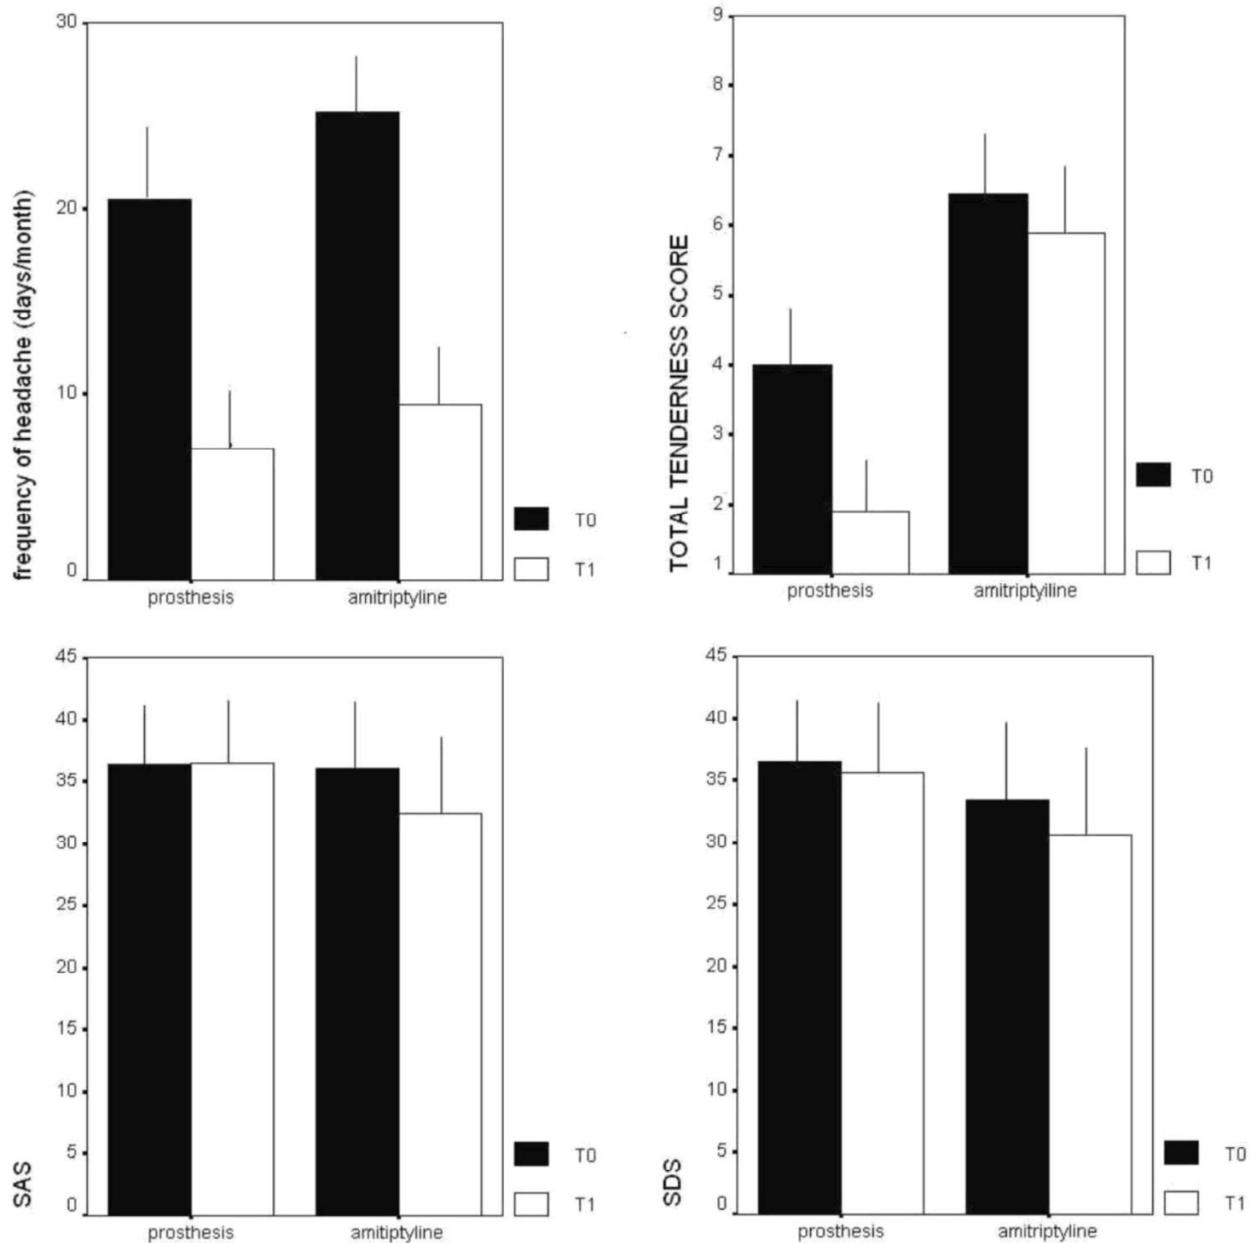 frequency of headache (days/month)
30
20
10
0
prosthesis
amitriptyline
T0
T1
TOTAL TENDERNESS SCORE
9
8
7
6
5
4
3
2
1
prosthesis
amitriptyiline
T0
T1
SAS
45
40
35
30
25
20
15
10
5
0
prosthesis
amitiptyline
T0
T1
SDS
45
40
35
30
25
20
15
10
5
0
prosthesis
amitriptyline
T0
T1